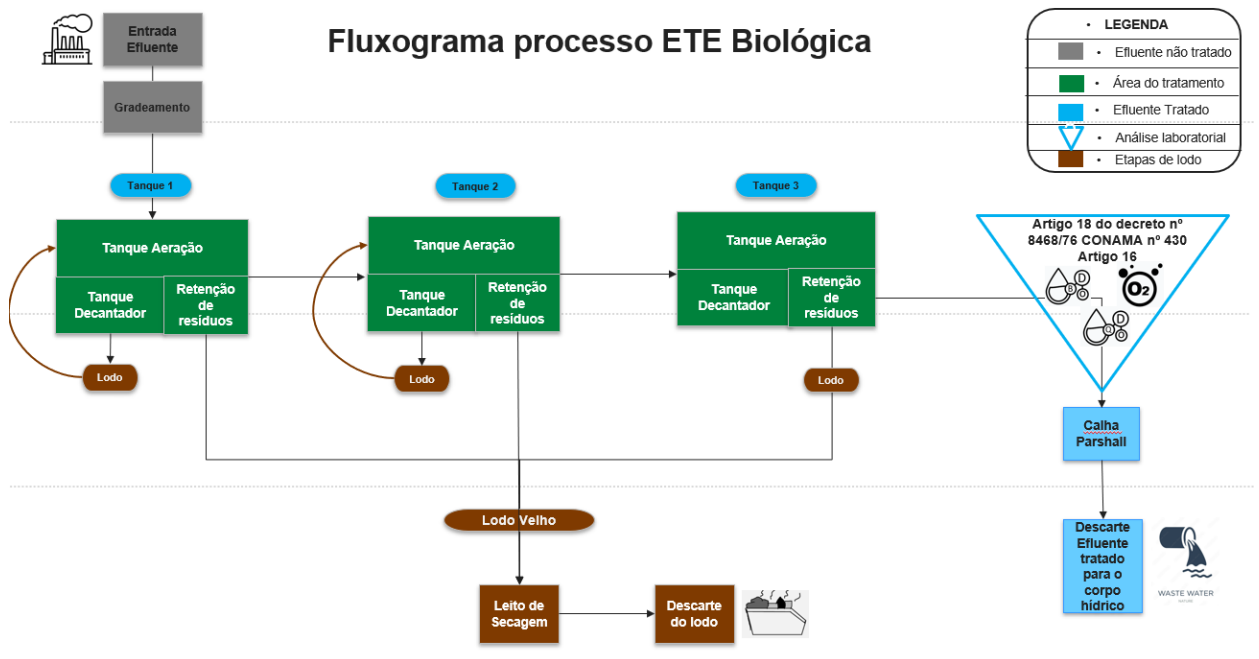 Fluxograma processo ETE Biológica
Entrada
Efluente
Gradeamento
• LEGENDA
• Efluente não tratado
• Área do tratamento
• Efluente Tratado
• Análise laboratorial
• Etapas de lodo
Tanque 1
Tanque Aeração
Tanque
Decantador
Retenção
de
resíduos
Lodo
Tanque 2
Tanque Aeração
Tanque
Decantador
Retenção
de
resíduos
Lodo
Tanque 3
Tanque Aeração
Tanque
Decantador
Retenção
de
resíduos
Lodo
Artigo 18 do decreto nº
8468/76 CONAMA nº 430
Artigo 16
D
B
O
O2
D
Q
O
Calha
Parshall
Descarte
Efluente
tratado
para o
corpo
hídrico
WASTE WATER
Lodo Velho
Leito de
Secagem
Descarte
do lodo